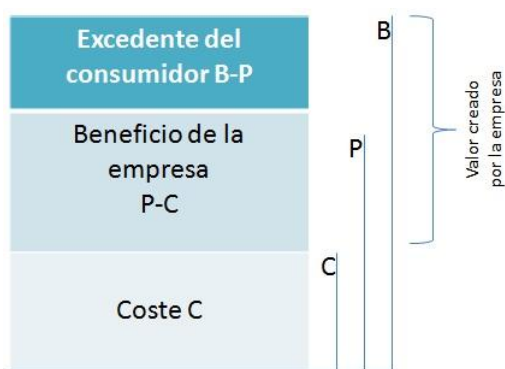 Excedente del
consumidor B-P
Beneficio de la
empresa
P-C
Coste C
B
P
C
Valor creado
por la empresa